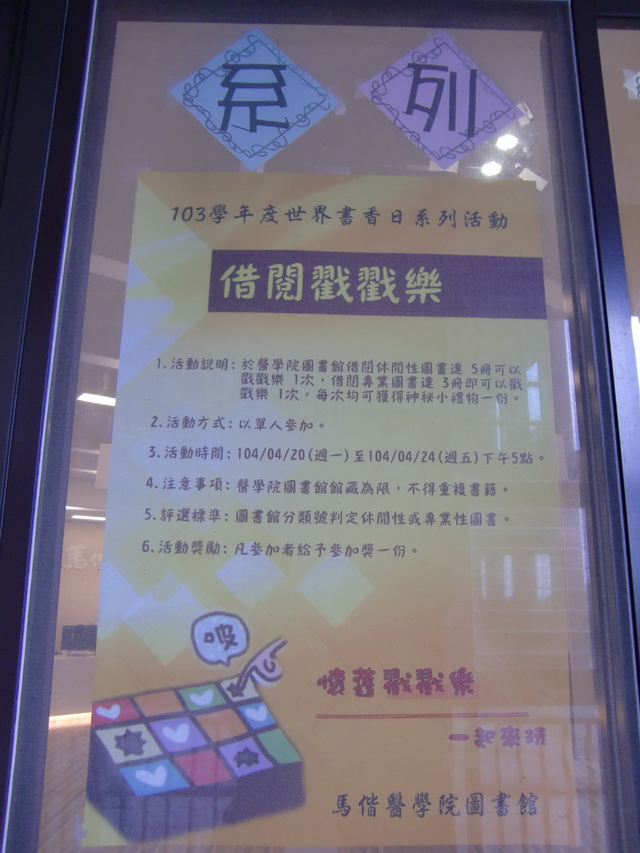 系列
103學年度世界書香日系列活動
借閱戳戳樂
1.活動說明:於醫學院圖書館借閱休閒性圖書達 5冊可以
戳戳樂 1次,借閱專業圖書達 3冊即可以戳
戳樂 1次,每次均可獲得神秘小禮物一份。
2.活動方式:以單人參加。
3.活動時間:104/04/20(週一)至104/04/24(週五)下午5點。
4.注意事項:醫學院圖書館館藏為限,不得重複書籍。
5.評選標準:圖書館分類號判定休閒性或專業性圖書。
6.活動獎勵:凡參加者給予參加獎一份。
啵
懷舊戳戳樂
一起來玩
馬偕醫學院圖書館